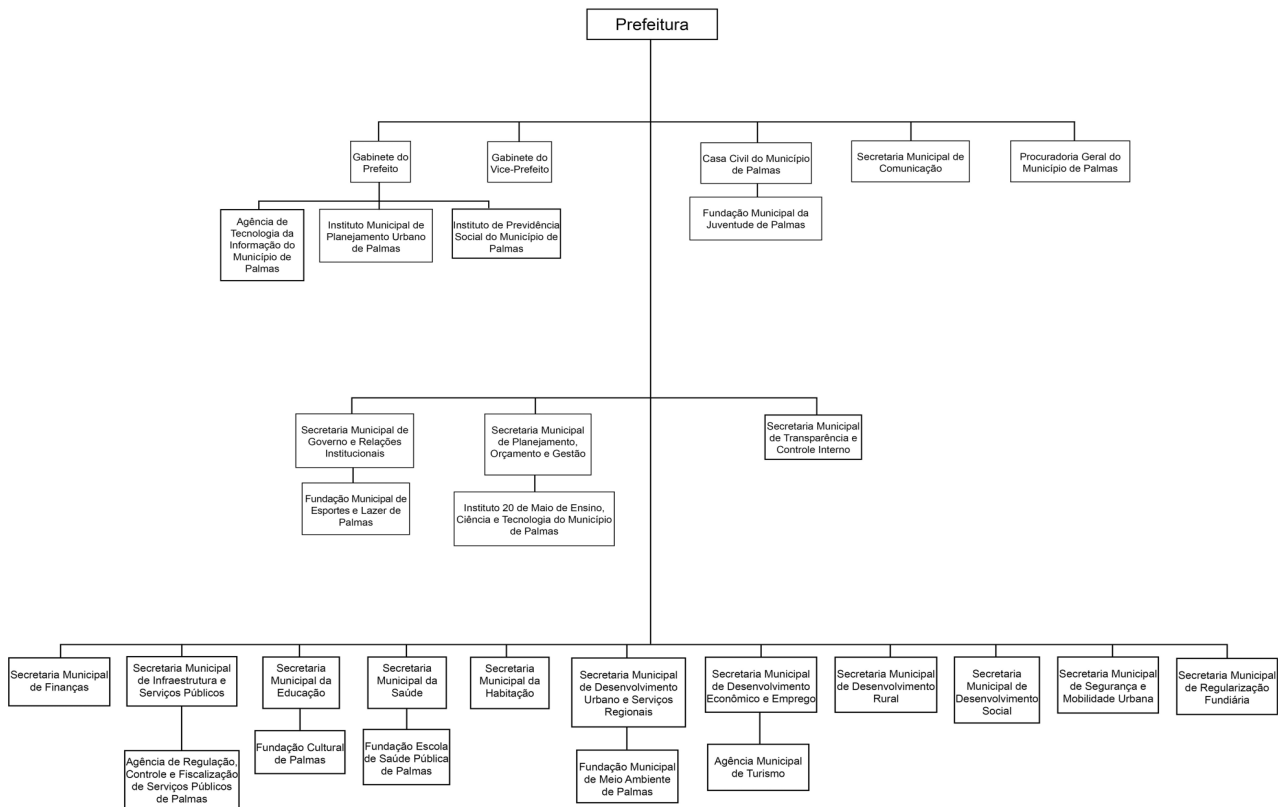 Prefeitura
Gabinete do
Prefeito
Gabinete do
Vice-Prefeito
Casa Civil do Município
de Palmas
Secretaria Municipal de
Comunicação
Procuradoria Geral do
Município de Palmas
Agência de
Tecnologia da
Informação do
Município de
Palmas
Instituto Municipal de
Planejamento Urbano
de Palmas
Instituto de Previdência
Social do Município de
Palmas
Fundação Municipal da
Juventude de Palmas
Secretaria Municipal de
Governo e Relações
Institucionais
Secretaria Municipal
de Planejamento,
Orçamento e Gestão
Secretaria Municipal
de Transparência e
Controle Interno
Fundação Municipal de
Esportes e Lazer de
Palmas
Instituto 20 de Maio de Ensino,
Ciência e Tecnologia do Município
de Palmas
Secretaria Municipal
de Finanças
Secretaria Municipal
de Infraestrutura e
Serviços Públicos
Secretaria
Municipal da
Educação
Secretaria
Municipal da
Saúde
Secretaria
Municipal da
Habitação
Secretaria Municipal
de Desenvolvimento
Urbano e Serviços
Regionais
Secretaria Municipal
de Desenvolvimento
Econômico e Emprego
Secretaria Municipal
de Desenvolvimento
Rural
Secretaria
Municipal de
Desenvolvimento
Social
Secretaria Municipal
de Segurança e
Mobilidade Urbana
Secretaria Municipal
de Regularização
Fundiária
Agência de Regulação,
Controle e Fiscalização
de Serviços Públicos
de Palmas
Fundação Cultural
de Palmas
Fundação Escola
de Saúde Pública
de Palmas
Fundação Municipal
de Meio Ambiente
de Palmas
Agência Municipal
de Turismo